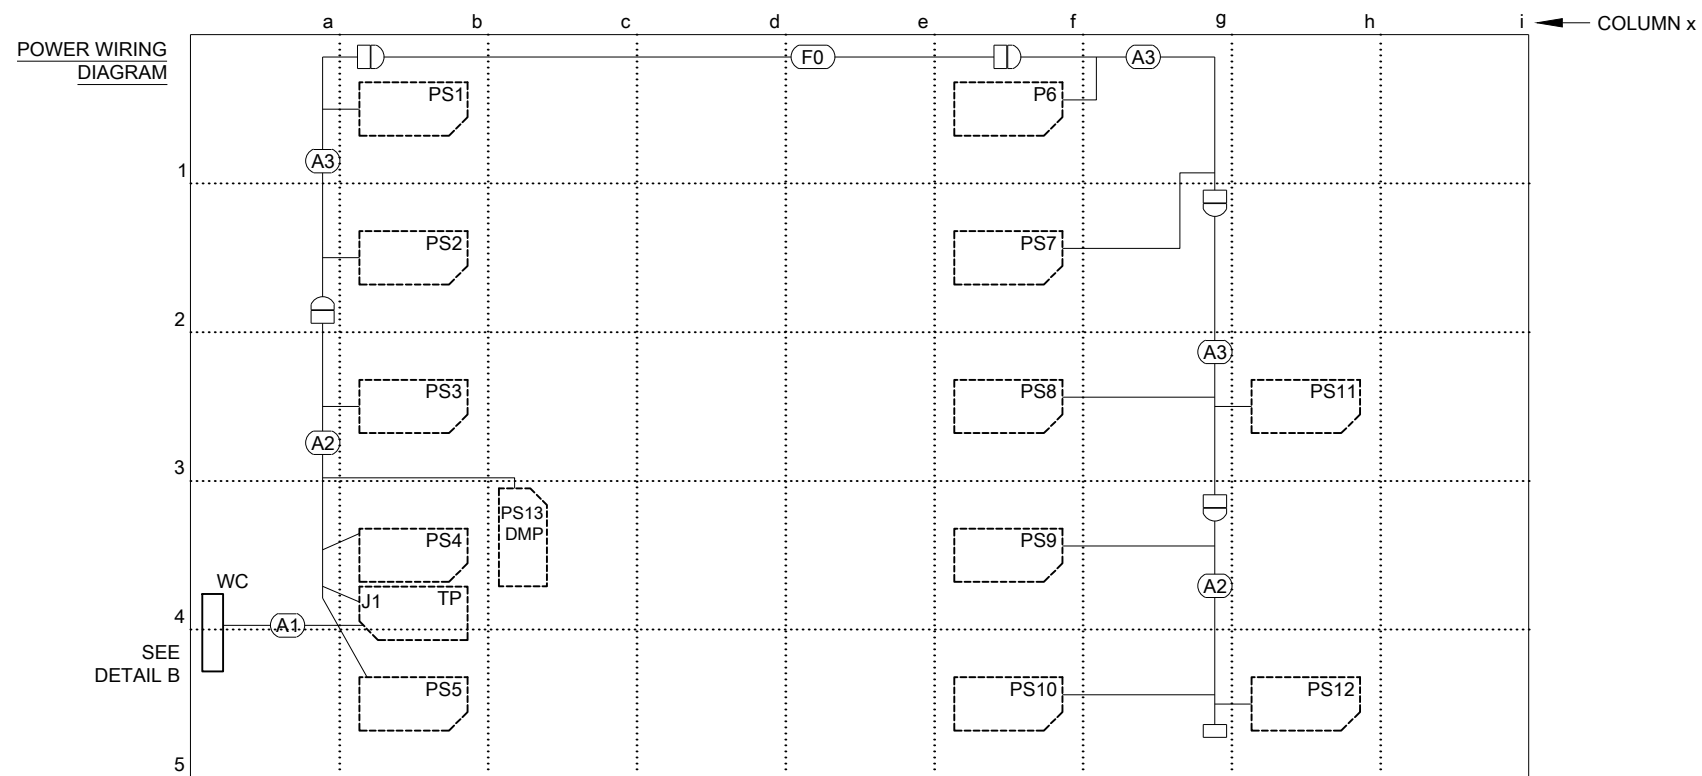 a b c d e f g h i COLUMN x
POWER WIRING
DIAGRAM
F0 A3
PS1 P6
A3
1
PS2 PS7
2
A3
PS3 PS8 PS11
A2
3
PS13
DMP
PS4 PS9
WC
A2
J1 TP
4
A1
SEE
DETAIL B
PS5 PS10 PS12
5